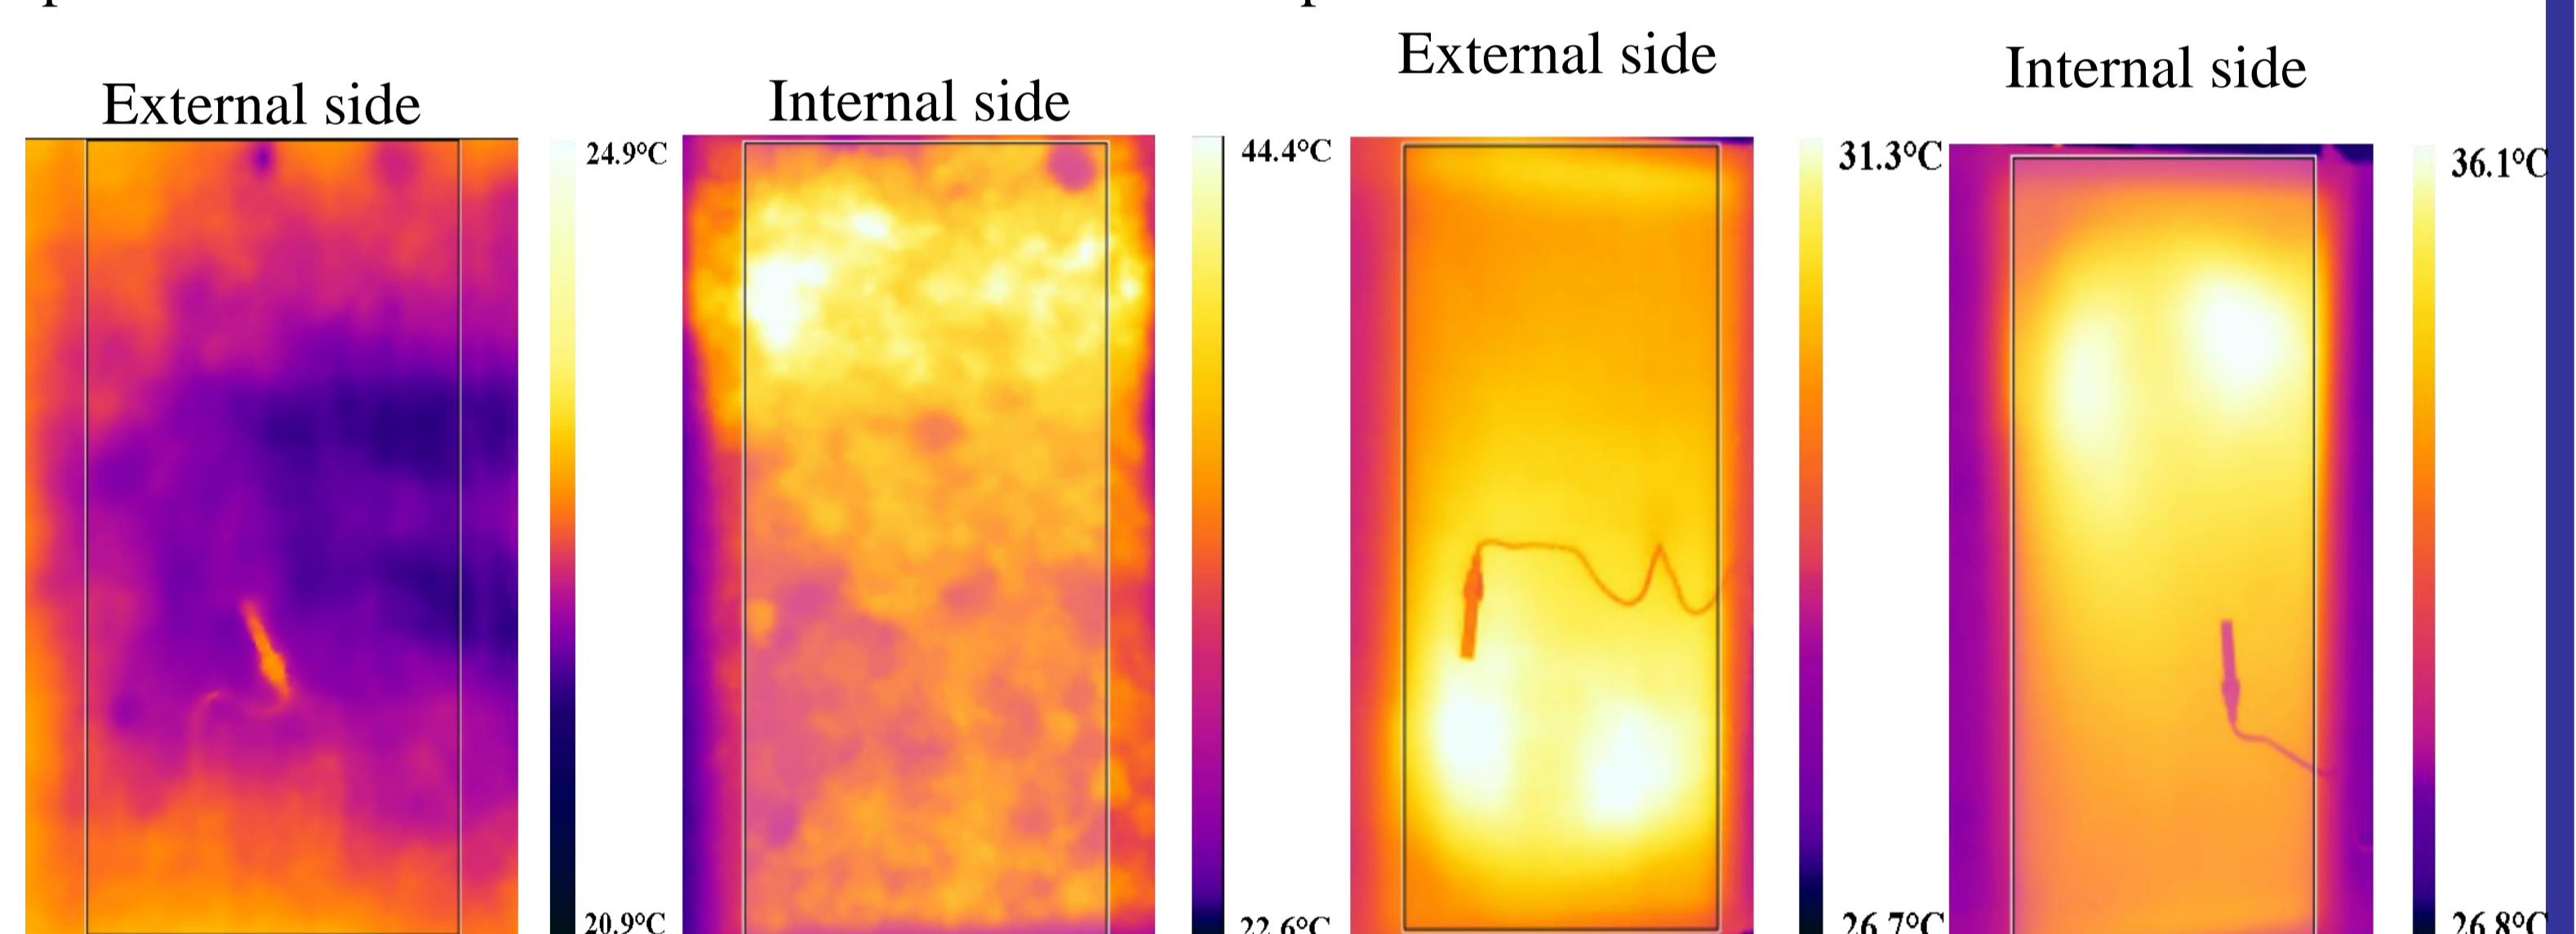 External side
Internal side
External side
Internal side
24.9°C
44.4°C
31.3°C
36.1°C
20.9°C
22.6°C
26.7°C
26.8°C